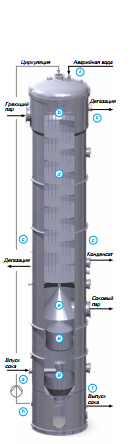 Циркуляция
Аварийная вода
f
Греющий
пар
b
Дегазация
e
d
c
c
Конденсат
Дегазация
e
Соковый
пар
Впуск
сока
g
a
i
Выпуск
сока
h